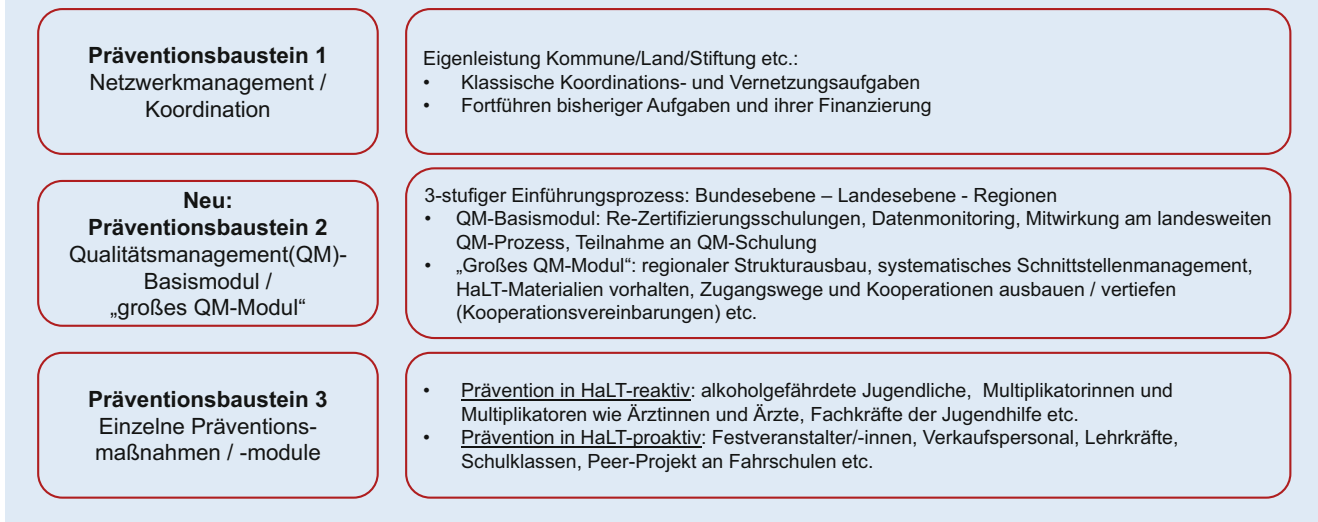 Präventionsbaustein 1
Netzwerkmanagement /
Koordination
Eigenleistung Kommune/Land/Stiftung etc.:
• Klassische Koordinations- und Vernetzungsaufgaben
• Fortführen bisheriger Aufgaben und ihrer Finanzierung
Neu:
Präventionsbaustein 2
Qualitätsmanagement(QM)-
Basismodul /
„großes QM-Modul“
3-stufiger Einführungsprozess: Bundesebene – Landesebene - Regionen
• QM-Basismodul: Re-Zertifizierungsschulungen, Datenmonitoring, Mitwirkung am landesweiten
QM-Prozess, Teilnahme an QM-Schulung
• „Großes QM-Modul“: regionaler Strukturausbau, systematisches Schnittstellenmanagement,
HaLT-Materialien vorhalten, Zugangswege und Kooperationen ausbauen / vertiefen
(Kooperationsvereinbarungen) etc.
Präventionsbaustein 3
Einzelne Präventions-
maßnahmen / -module
• Prävention in HaLT-reaktiv: alkoholgefährdete Jugendliche, Multiplikatorinnen und
Multiplikatoren wie Ärztinnen und Ärzte, Fachkräfte der Jugendhilfe etc.
• Prävention in HaLT-proaktiv: Festveranstalter/-innen, Verkaufspersonal, Lehrkräfte,
Schulklassen, Peer-Projekt an Fahrschulen etc.